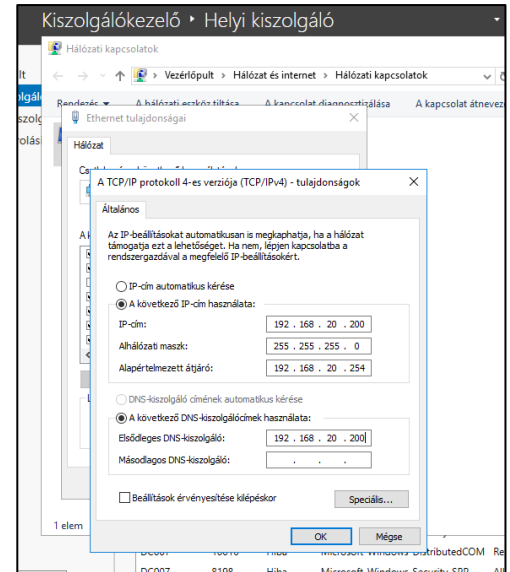 Kiszolgálókezelő ‣ Helyi kiszolgáló
Hálózati kapcsolatok
Vezérlőpult > Hálózat és internet > Hálózati kapcsolatok
Rendezés A hálózati eszköz tiltása A kapcsolat diagnosztizálása A kapcsolat átnevez
Ethernet tulajdonságai
Hálózat
A TCP/IP protokoll 4-es verziója (TCP/IPv4) - tulajdonságok
Általános
Az IP-beállításokat automatikusan is megkaphatja, ha a hálózat
támogatja ezt a lehetőséget. Ha nem, lépjen kapcsolatba a
rendszergazdával a megfelelő IP-beállításokért.
IP-cím automatikus kérése
A következő IP-cím használata:
IP-cím: 192 . 168 . 20 . 200
Alhálózati maszk: 255 . 255 . 255 . 0
Alapértelmezett átjáró: 192 . 168 . 20 . 254
DNS-kiszolgáló címének automatikus kérése
A következő DNS-kiszolgálócímek használata:
Elsődleges DNS-kiszolgáló: 192 . 168 . 20 . 200
Másodlagos DNS-kiszolgáló: . . .
Beállítások érvényesítése kilépéskor Speciális...
OK Mégse
1 elem
DC001 10016 Hiba Microsoft-Windows-DistributedCOM Re